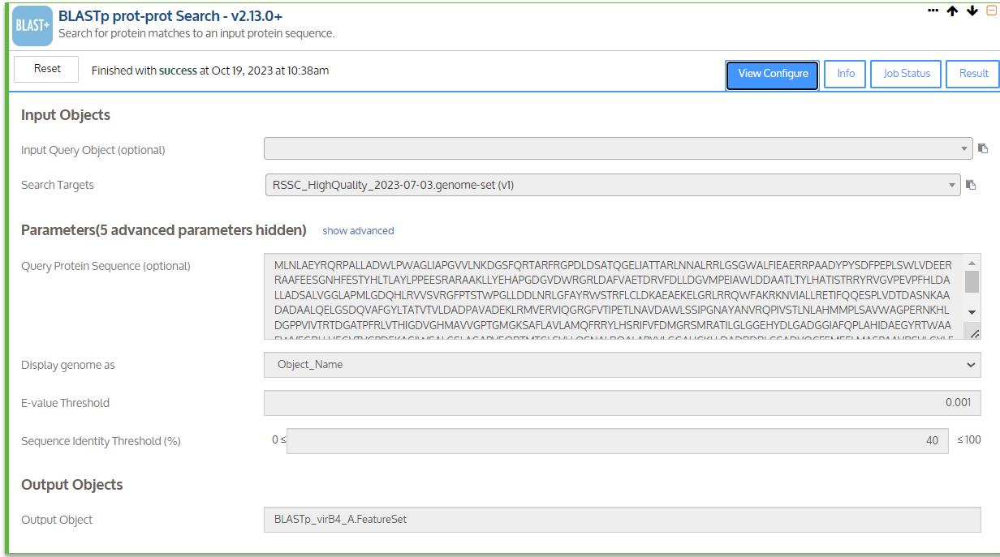 BLAST+
BLASTp prot-prot Search - v2.13.0+
Search for protein matches to an input protein sequence.
Reset
Finished with success at Oct 19, 2023 at 10:38am
View Configure
Info
Job Status
Result
Input Objects
Input Query Object (optional)
Search Targets
RSSC_HighQuality_2023-07-03.genome-set (v1)
Parameters(5 advanced parameters hidden)
show advanced
Query Protein Sequence (optional)
MLNLAEYRQRPALLADWLPWAGLIAPGVVLNKDGSFQRTARFRGPDLDSATQGELIATTARLNNALRRLGSGWALFIEAERRPAADYPYSDFPEPLSWLVDEER
RAAFEESGNHFESTYHLTLAYLPPEESRARAAKLLYEHAPGDGVDWRGRLDAFVAETDRVFDLLDGVMPEIAWLDDAATLTYLHATISTRRYRVGVPEVPFHLDA
LLADSALVGGLAPMLGDQHLRVVSVRGFPTSTWPGLLDDLNRLGFAYRWSTRFLCLDKAEAEKELGRLRRQWFAKRKNVIALLRETIFQQESPLVDTDASNKAA
DADAALQELGSDQVAFGYLTATVTVLDADPAVADEKLRMVERVIQGRGFVTIPETLNAVDAWLSSIPGNAYANVRQPIVSTLNLAHMMPLSAVWAGPERNKHL
DGPPVIVTRTDGATPFRLVTHIGDVGHMAVVGPTGMGKSAFLAVLAMQFRRYLHSRIFVFDMGRSMRATILGLGGEHYDLGADGGIAFQPLAHIDAEGYRTWAA
Display genome as
Object_Name
E-value Threshold
0.001
Sequence Identity Threshold (%)
0 ≤
40
≤ 100
Output Objects
Output Object
BLASTp_virB4_A.FeatureSet